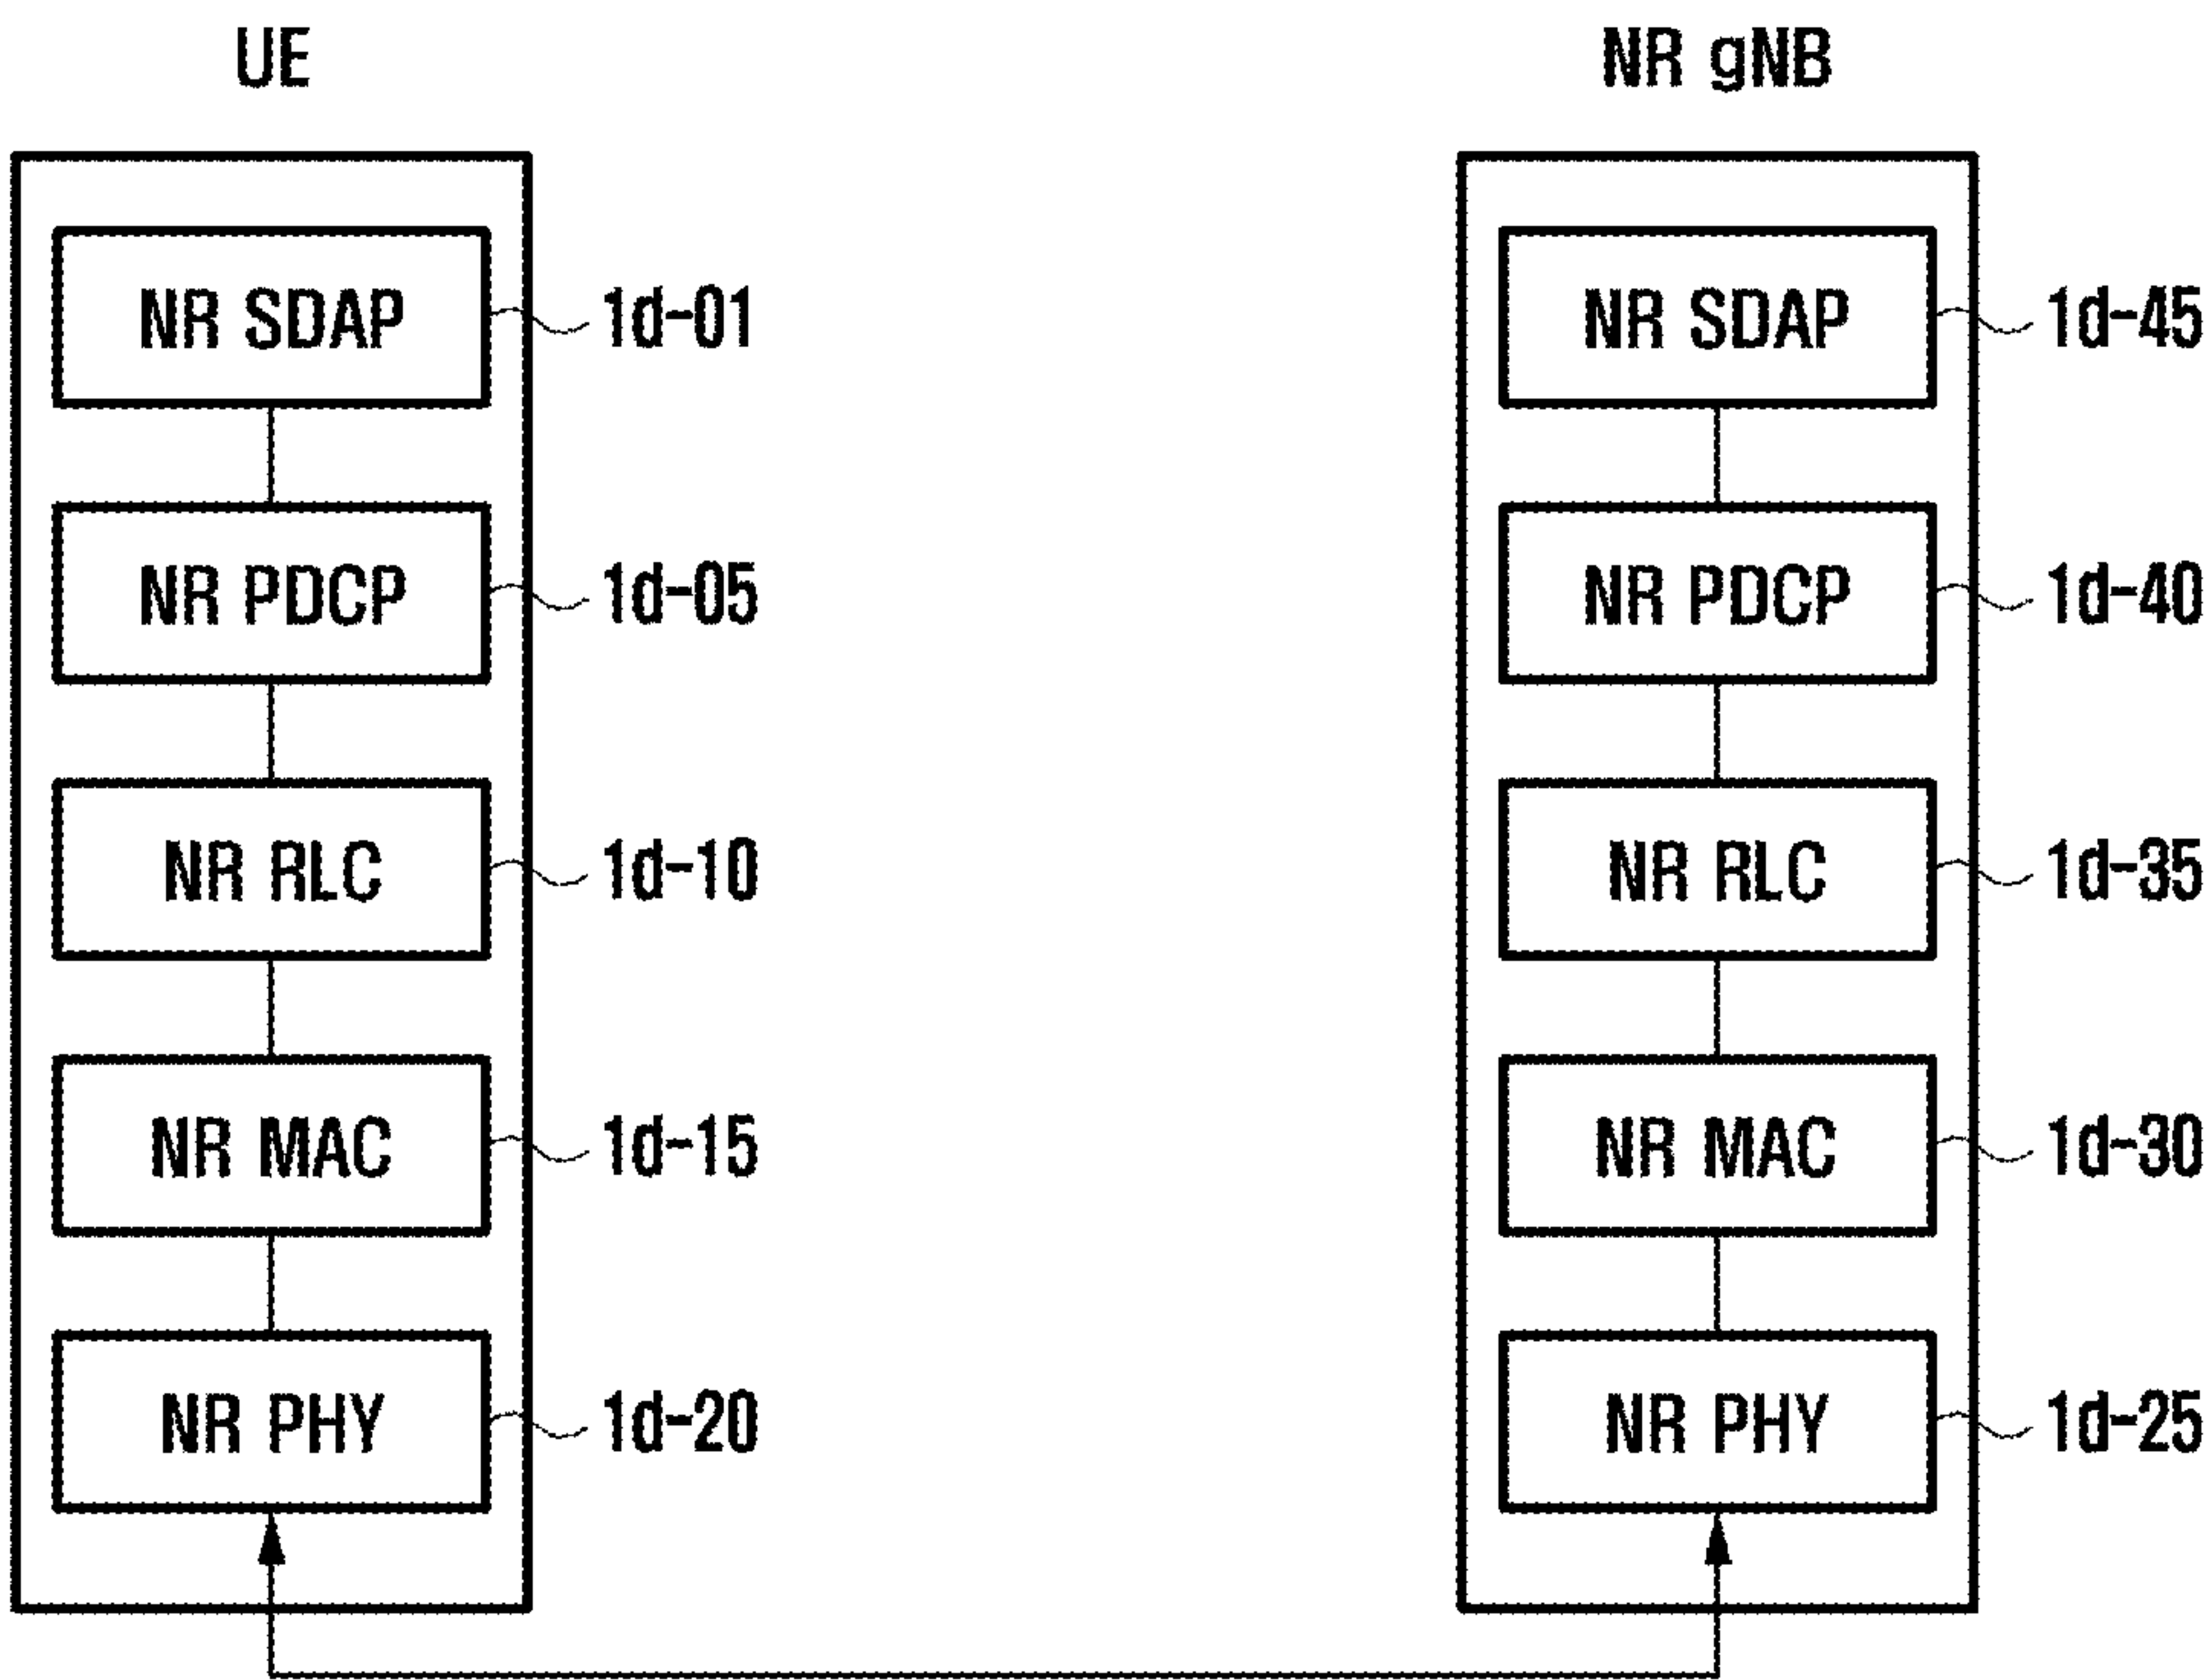 UE
NR gNB
NR SDAP
1d-01
NR SDAP
1d-45
NR PDCP
1d-05
NR PDCP
1d-40
NR RLC
1d-10
NR RLC
1d-35
NR MAC
1d-15
NR MAC
1d-30
NR PHY
1d-20
NR PHY
1d-25